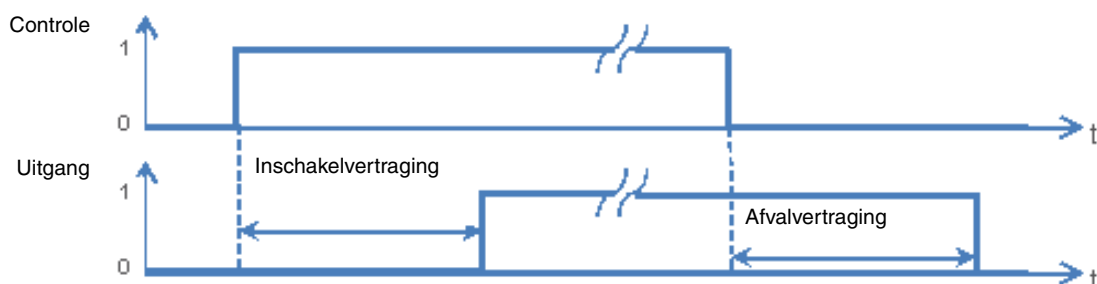 Controle
1
0
t
Uitgang
Inschakelvertraging
1
Afvalvertraging
0
t